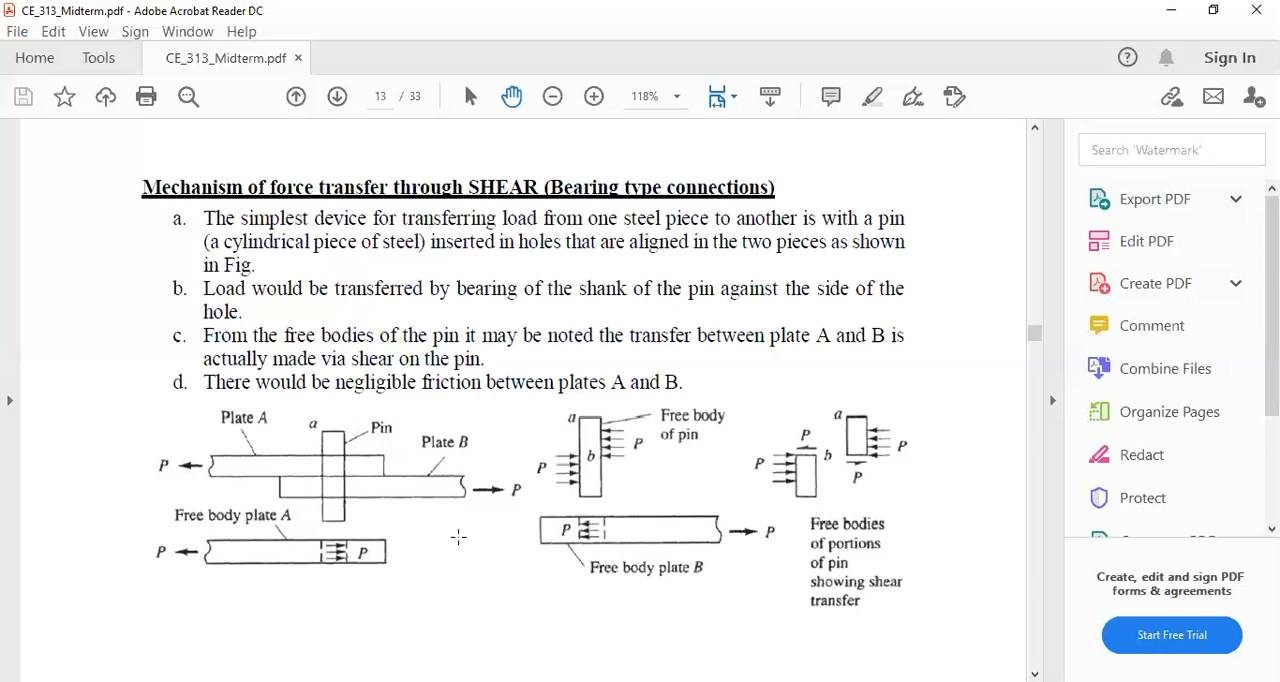 CE_313_Midterm.pdf - Adobe Acrobat Reader DC
File Edit View Sign Window Help
Home Tools CE_313_Midterm.pdf × Sign In
13 / 33 118%
Search 'Watermark'
Export PDF
Edit PDF
Create PDF
Comment
Combine Files
Organize Pages
Redact
Protect
Create, edit and sign PDF
forms & agreements
Start Free Trial
Mechanism of force transfer through SHEAR (Bearing type connections)
a. The simplest device for transferring load from one steel piece to another is with a pin
(a cylindrical piece of steel) inserted in holes that are aligned in the two pieces as shown
in Fig.
b. Load would be transferred by bearing of the shank of the pin against the side of the
hole.
c. From the free bodies of the pin it may be noted the transfer between plate A and B is
actually made via shear on the pin.
d. There would be negligible friction between plates A and B.
Plate A a Pin
Plate B
P P
Free body plate A
P P
a Free body
of pin
P b P
P P
Free body plate B
a
P P
P b
P
Free bodies
of portions
of pin
showing shear
transfer